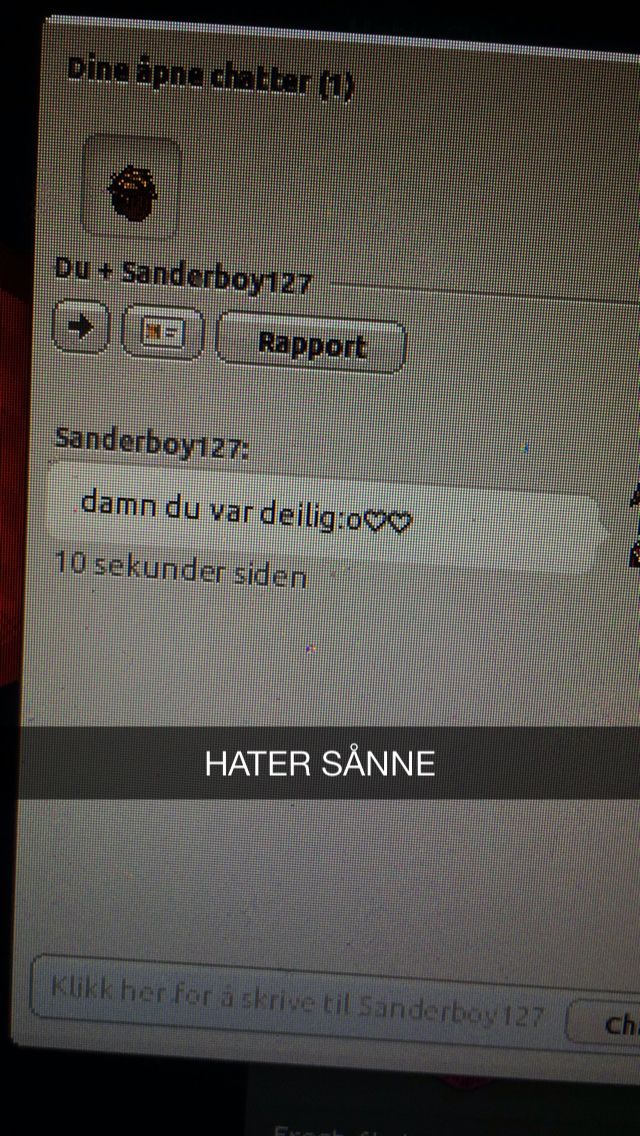 Dine åpne chatter (1)
Du + Sanderboy127
Rapport
Sanderboy127:
damn du var deilig:o♡♡
10 sekunder siden
HATER SÅNNE
Klikk her for å skrive til Sanderboy127